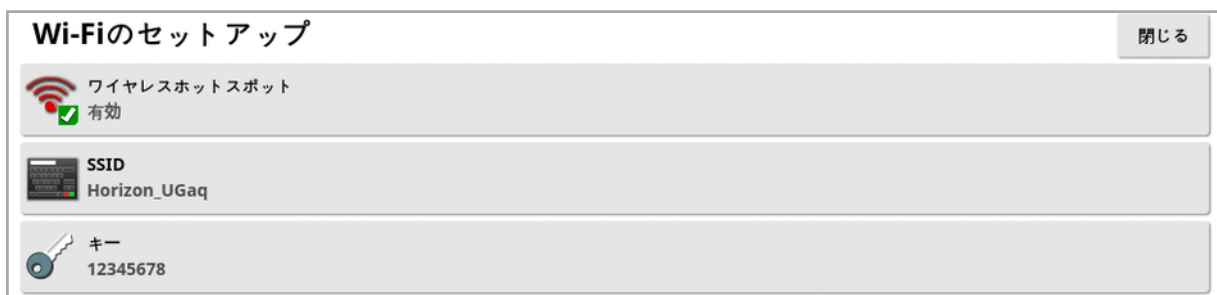 Wi-Fiのセットアップ
閉じる
ワイヤレスホットスポット
有効
SSID
Horizon_UGaq
キー
12345678